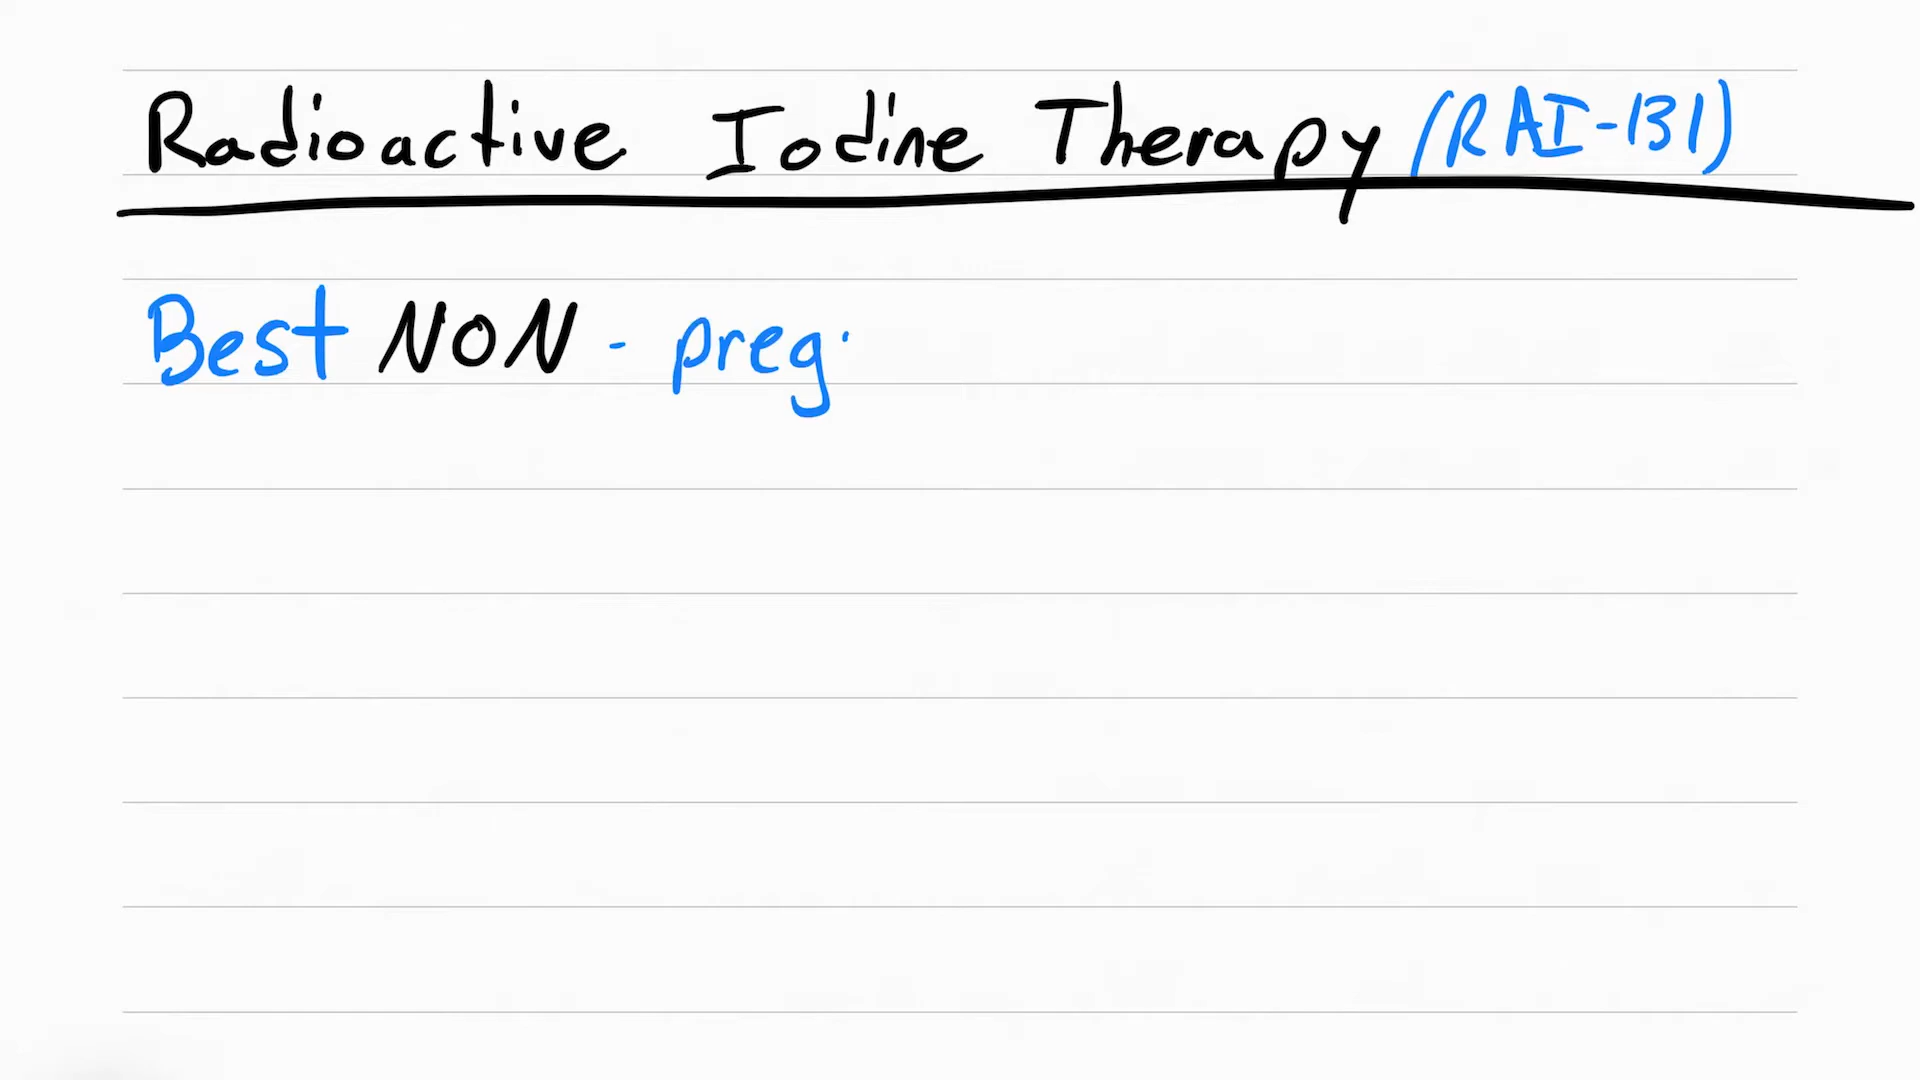 Radioactive Iodine Therapy (RAI-131)
Best NON - preg.